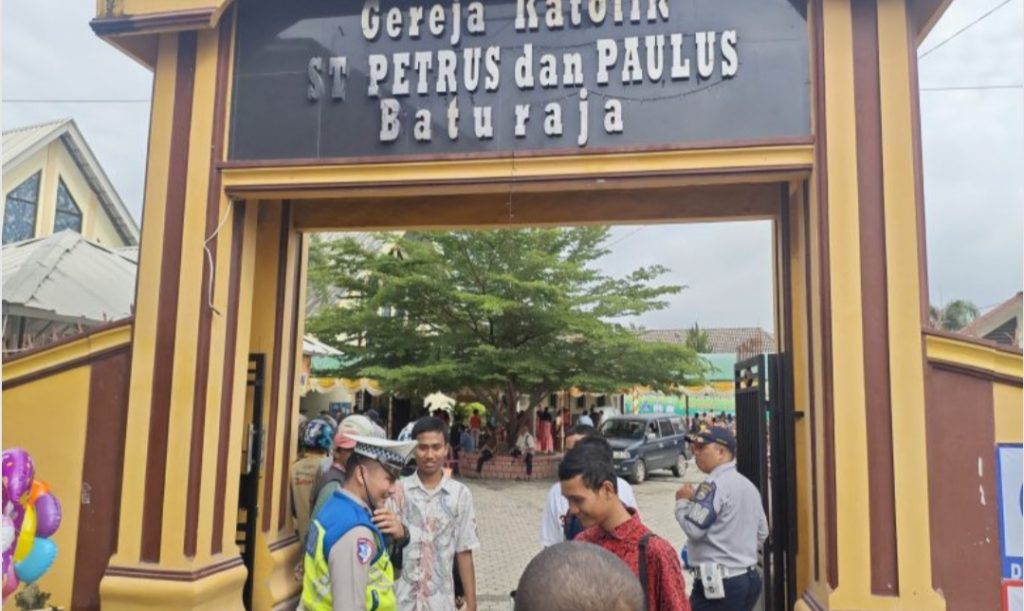 Gereja Katolik
ST PETRUS dan PAULUS
Baturaja